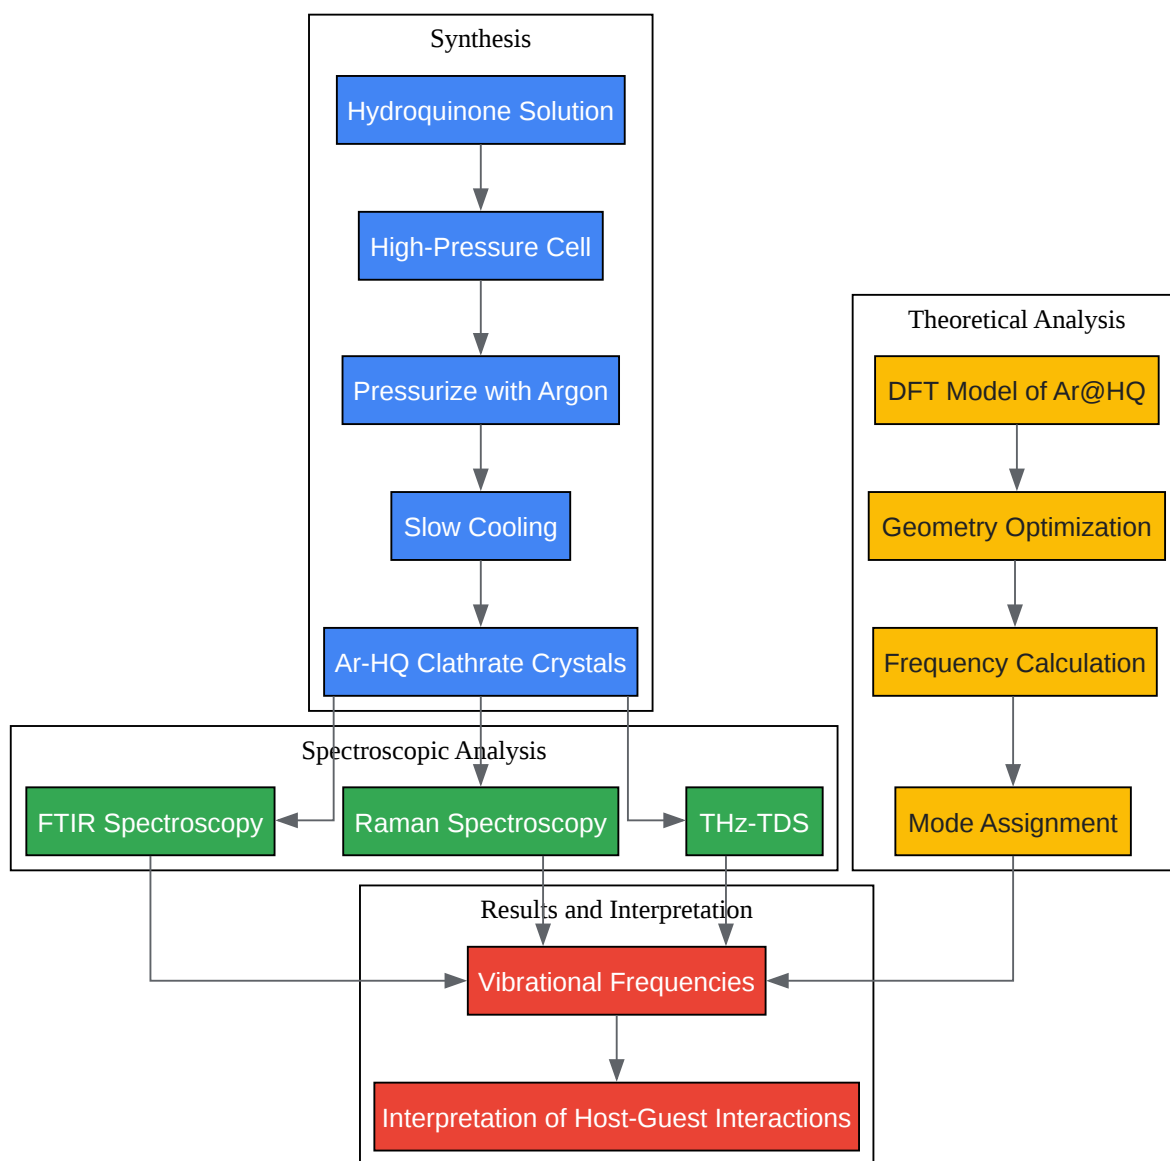 Synthesis
Hydroquinone Solution
High-Pressure Cell
Pressurize with Argon
Slow Cooling
Ar-HQ Clathrate Crystals
Theoretical Analysis
DFT Model of Ar@HQ
Geometry Optimization
Frequency Calculation
Mode Assignment
Spectroscopic Analysis
FTIR Spectroscopy
Raman Spectroscopy
THz-TDS
Results and Interpretation
Vibrational Frequencies
Interpretation of Host-Guest Interactions